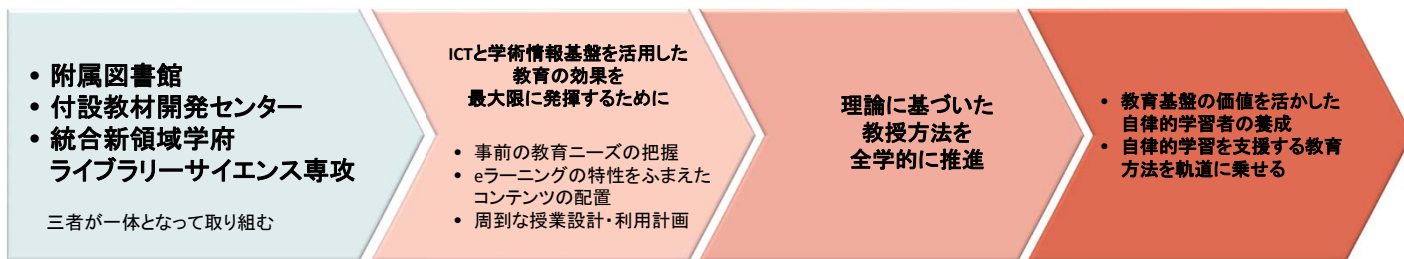 • 附属図書館
• 付設教材開発センター
• 統合新領域学府
ライブラリーサイエンス専攻
三者が一体となって取り組む
ICTと学術情報基盤を活用した
教育の効果を
最大限に発揮するために
• 事前の教育ニーズの把握
• eラーニングの特性をふまえた
コンテンツの配置
• 周到な授業設計・利用計画
理論に基づいた
教授方法を
全学的に推進
• 教育基盤の価値を活かした
自律的学習者の養成
• 自律的学習を支援する教育
方法を軌道に乗せる